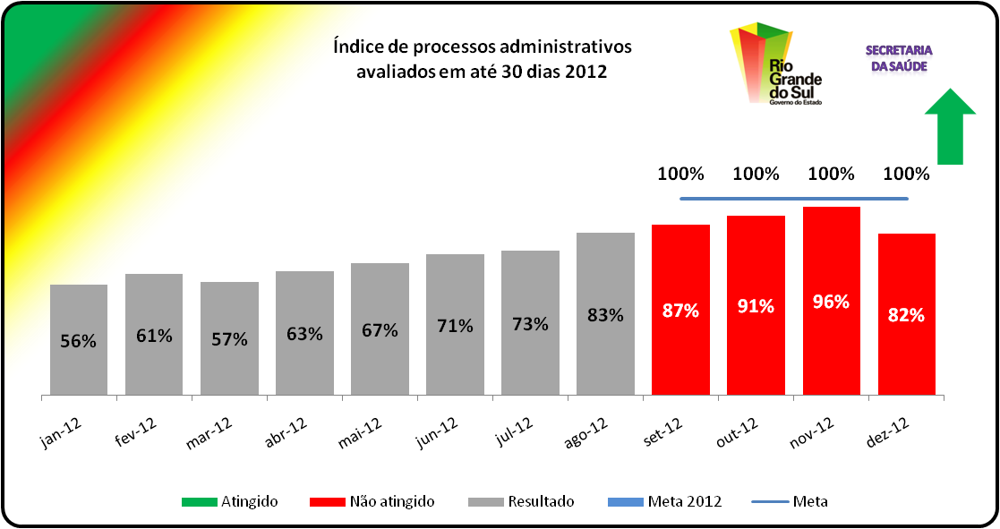 Índice de processos administrativos
avaliados em até 30 dias 2012
Rio
Grande
do Sul
Governo do Estado
SECRETARIA
DA SAÚDE
100% 100% 100% 100%
56% 61% 57% 63% 67% 71% 73% 83% 87% 91% 96% 82%
jan-12 fev-12 mar-12 abr-12 mai-12 jun-12 jul-12 ago-12 set-12 out-12 nov-12 dez-12
Atingido Não atingido Resultado Meta 2012 Meta